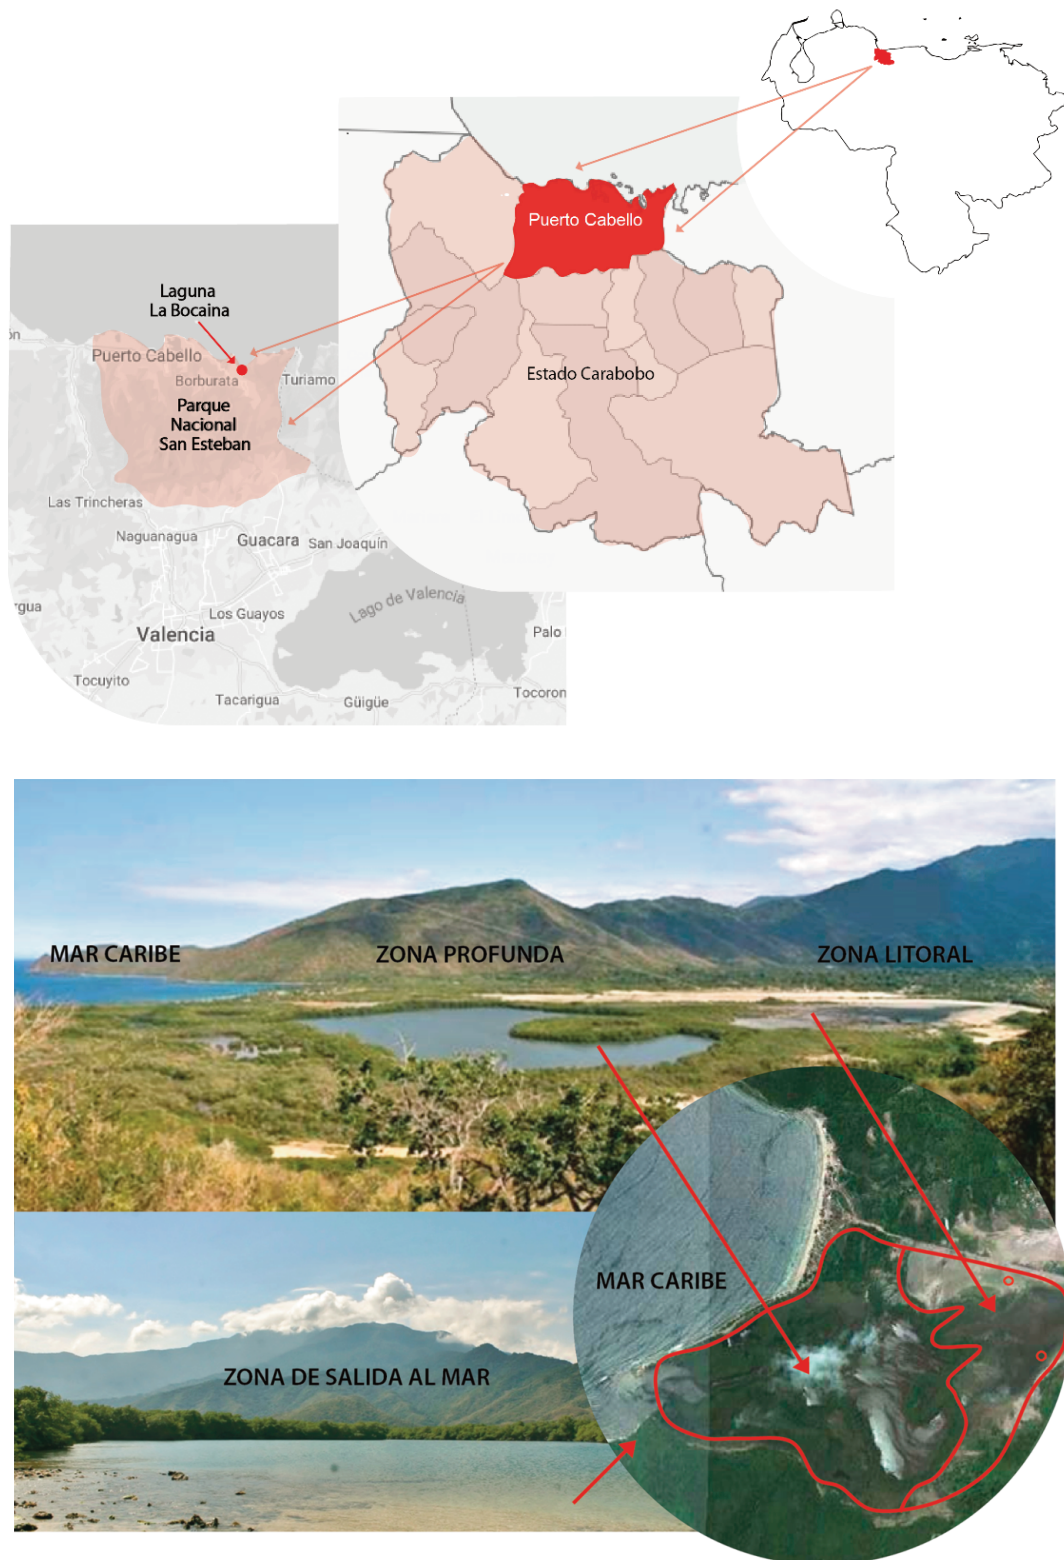 Puerto Cabello
Estado Carabobo
Laguna
La Bocaina
Puerto Cabello
Borburata
Turiamo
Parque
Nacional
San Esteban
Las Trincheras
Naguanagua
Guacara
San Joaquín
Lago de Valencia
Los Guayos
Valencia
Palo
Tocuyito
Tacarigua
Güigüe
Tocoron
MAR CARIBE
ZONA PROFUNDA
ZONA LITORAL
MAR CARIBE
ZONA DE SALIDA AL MAR